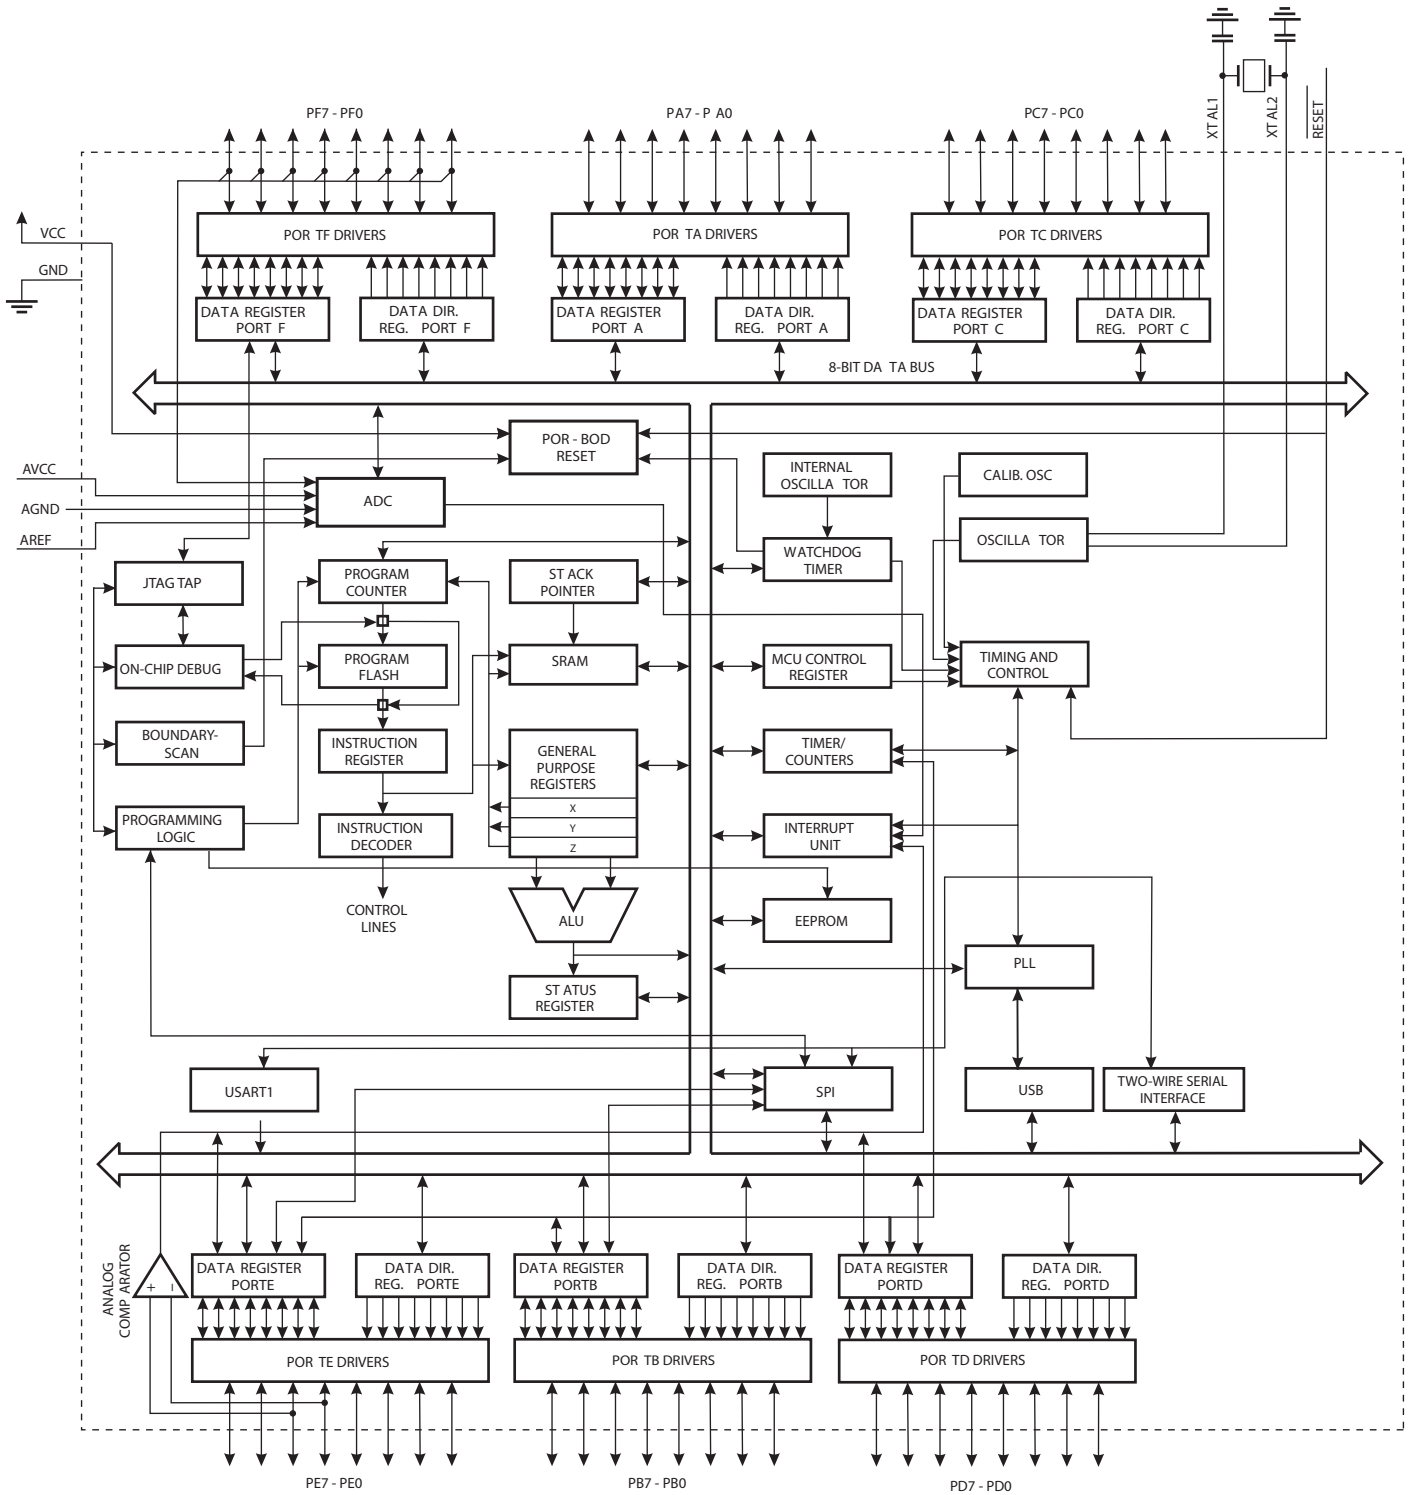 XT AL1
XT AL2
RESET
PF7 - PF0
PA7 - P A0
PC7 - PC0
VCC
GND
POR TF DRIVERS
POR TA DRIVERS
POR TC DRIVERS
DATA REGISTER
PORT F
DATA DIR.
REG. PORT F
DATA REGISTER
PORT A
DATA DIR.
REG. PORT A
DATA REGISTER
PORT C
DATA DIR.
REG. PORT C
8-BIT DA TA BUS
POR - BOD
RESET
AVCC
AGND
AREF
ADC
INTERNAL
OSCILLA TOR
CALIB. OSC
OSCILLA TOR
WATCHDOG
TIMER
JTAG TAP
PROGRAM
COUNTER
ST ACK
POINTER
ON-CHIP DEBUG
PROGRAM
FLASH
SRAM
MCU CONTROL
REGISTER
TIMING AND
CONTROL
BOUNDARY-
SCAN
INSTRUCTION
REGISTER
GENERAL
PURPOSE
REGISTERS
X
Y
Z
TIMER/
COUNTERS
PROGRAMMING
LOGIC
INSTRUCTION
DECODER
INTERRUPT
UNIT
CONTROL
LINES
ALU
EEPROM
PLL
ST ATUS
REGISTER
USART1
SPI
USB
TWO-WIRE SERIAL
INTERFACE
ANALOG
COMP ARATOR
+
–
DATA REGISTER
PORTE
DATA DIR.
REG. PORTE
DATA REGISTER
PORTB
DATA DIR.
REG. PORTB
DATA REGISTER
PORTD
DATA DIR.
REG. PORTD
POR TE DRIVERS
POR TB DRIVERS
POR TD DRIVERS
PE7 - PE0
PB7 - PB0
PD7 - PD0